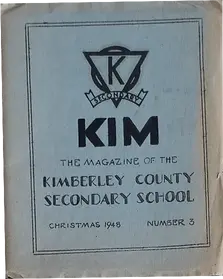 K
SECONDARY
KIM
THE MAGAZINE OF THE
KIMBERLEY COUNTY
SECONDARY SCHOOL
CHRISTMAS 1948 NUMBER 3